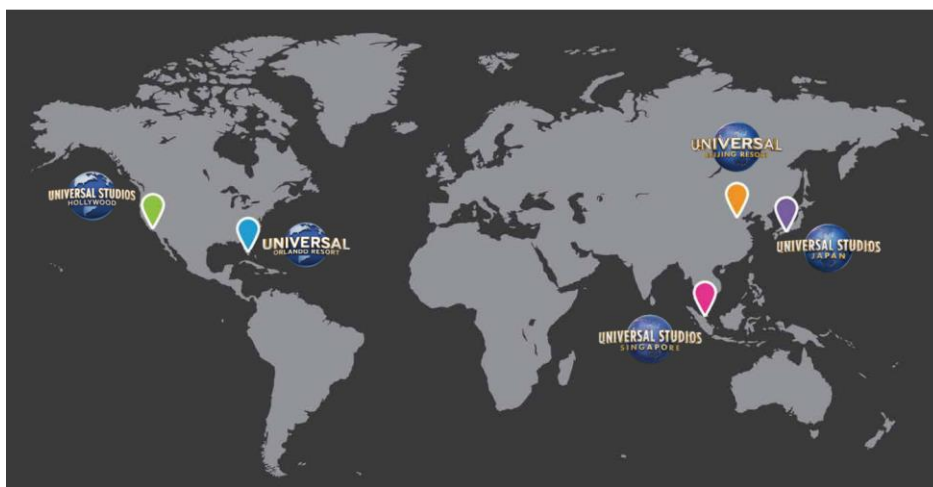 UNIVERSAL
BEIJING RESORT
UNIVERSAL STUDIOS
HOLLYWOOD
UNIVERSAL
ORLANDO RESORT
UNIVERSAL STUDIOS
JAPAN
UNIVERSAL STUDIOS
SINGAPORE